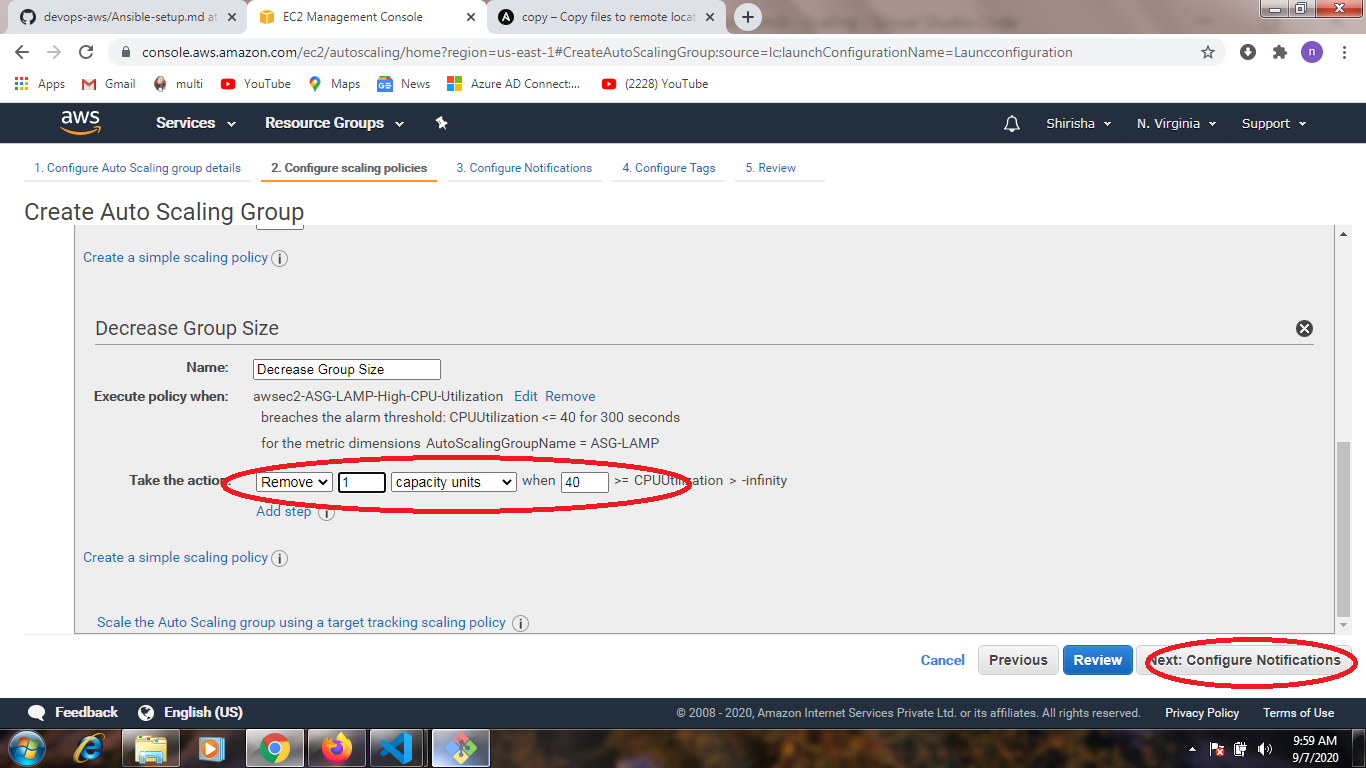 devops-aws/Ansible-setup.md at
EC2 Management Console
copy – Copy files to remote locat
console.aws.amazon.com/ec2/autoscaling/home?region=us-east-1#CreateAutoScalingGroup:source=lc;launchConfigurationName=Launcconfiguration
n
Apps Gmail multi YouTube Maps News Azure AD Connect:... (2228) YouTube
aws Services Resource Groups Shirisha N. Virginia Support
1. Configure Auto Scaling group details 2. Configure scaling policies 3. Configure Notifications 4. Configure Tags 5. Review
Create Auto Scaling Group
Create a simple scaling policy i
Decrease Group Size
Name: Decrease Group Size
Execute policy when: awsec2-ASG-LAMP-High-CPU-Utilization Edit Remove
breaches the alarm threshold: CPUUtilization <= 40 for 300 seconds
for the metric dimensions AutoScalingGroupName = ASG-LAMP
Take the action: Remove 1 capacity units when 40 >= CPUUtilization > -infinity
Add step i
Create a simple scaling policy i
Scale the Auto Scaling group using a target tracking scaling policy i
Cancel Previous Review Next: Configure Notifications
Feedback English (US) © 2008 - 2020, Amazon Internet Services Private Ltd. or its affiliates. All rights reserved. Privacy Policy Terms of Use
9:59 AM
9/7/2020